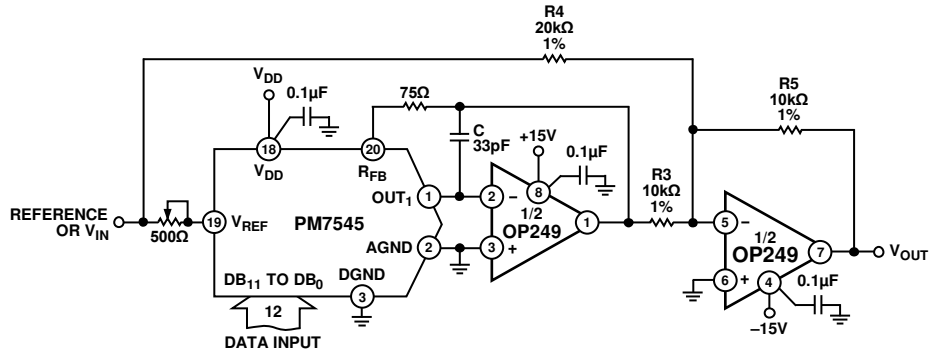 R4
20kΩ
1%
VDD
0.1µF
75Ω
C
33pF
+15V
0.1µF
R5
10kΩ
1%
18
VDD
20
RFB
OUT1
1
2
–
8
1/2
OP249
1
R3
10kΩ
1%
REFERENCE
OR VIN
500Ω
19
VREF
PM7545
AGND
2
3
+
5
–
1/2
OP249
7
VOUT
6
+
4
0.1µF
–15V
DB11 TO DB0
DGND
3
12
DATA INPUT